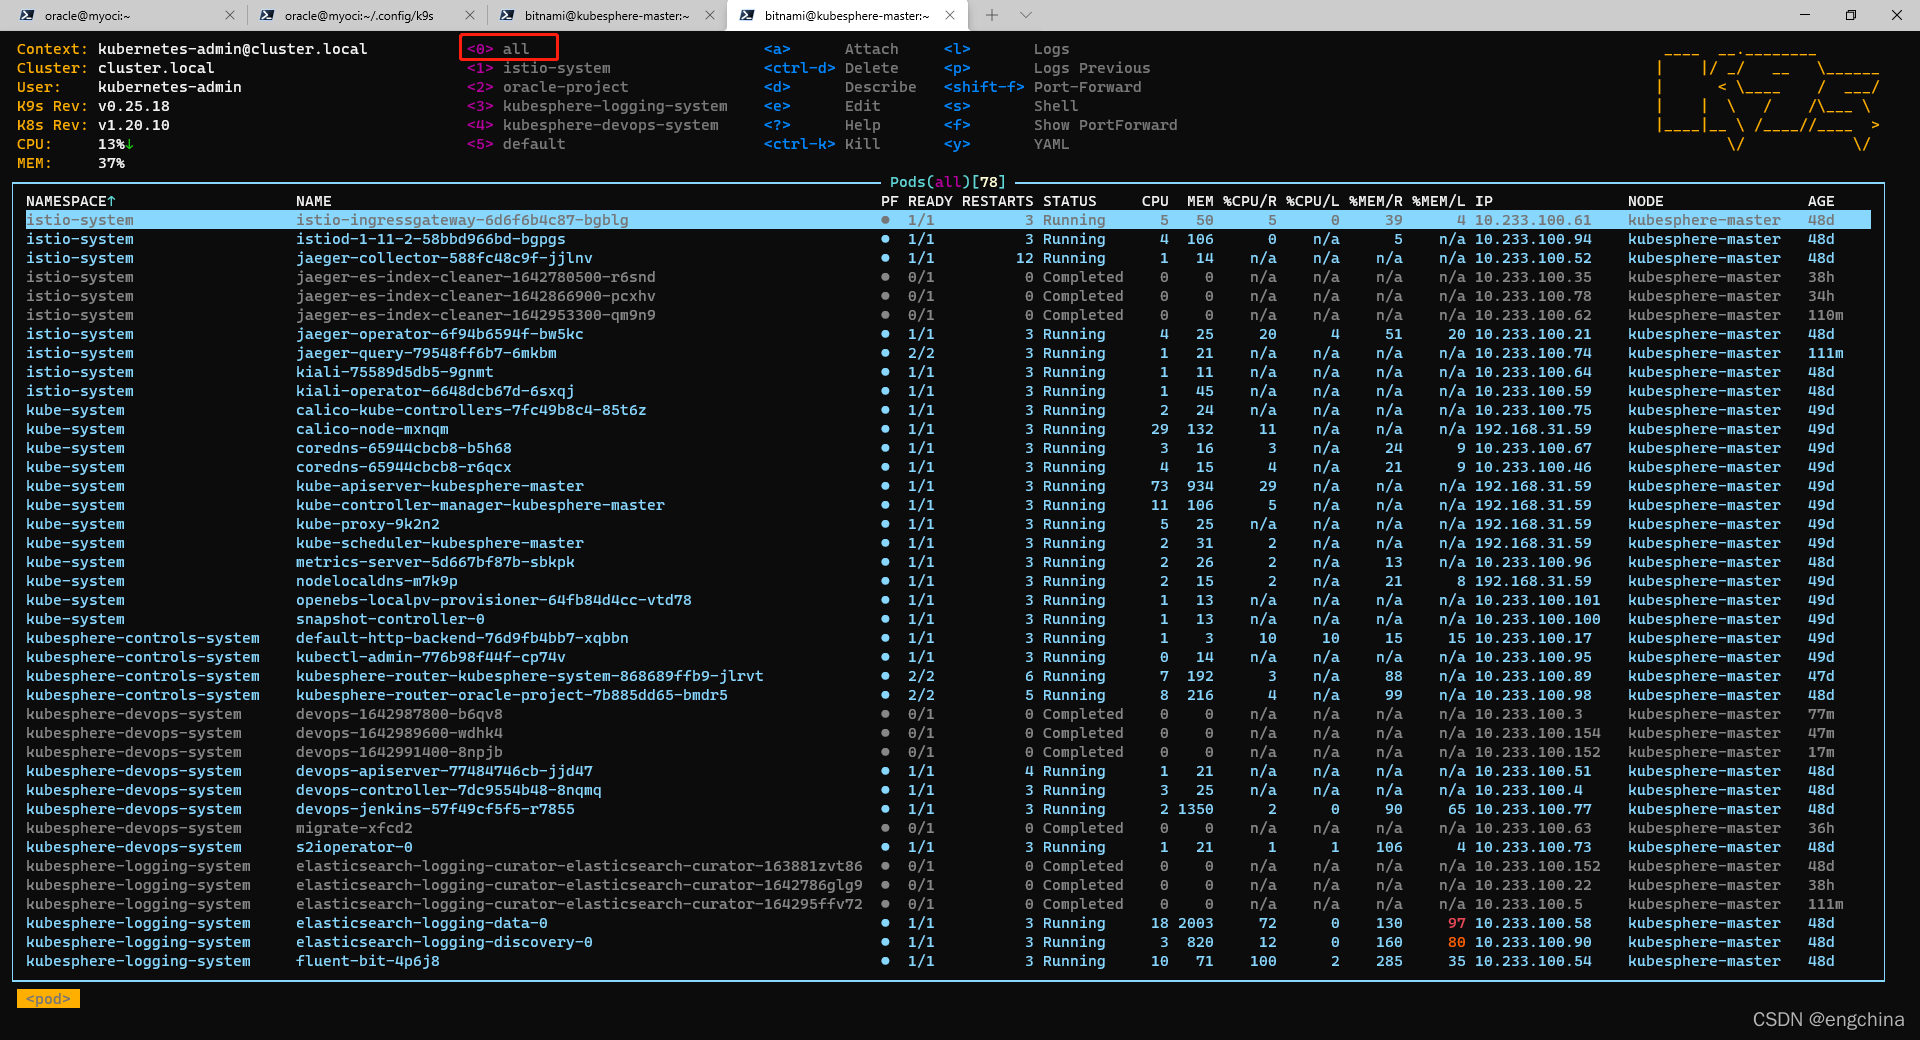 oracle@myoci:~ oracle@myoci:~/.config/k9s bitnami@kubesphere-master:~ bitnami@kubesphere-master:~
Context: kubernetes-admin@cluster.local <0> all <a> Attach <l> Logs
Cluster: cluster.local <1> istio-system <ctrl-d> Delete <p> Logs Previous
User: kubernetes-admin <2> oracle-project <d> Describe <shift-f> Port-Forward
K9s Rev: v0.25.18 <3> kubesphere-logging-system <e> Edit <s> Shell
K8s Rev: v1.20.10 <4> kubesphere-devops-system <?> Help <f> Show PortForward
CPU: 13%↓ <5> default <ctrl-k> Kill <y> YAML
MEM: 37%
Pods(all)[78]
NAMESPACE↑ NAME PF READY RESTARTS STATUS CPU MEM %CPU/R %CPU/L %MEM/R %MEM/L IP NODE AGE
istio-system istio-ingressgateway-6d6f6b4c87-bgblg ● 1/1 3 Running 5 50 5 0 39 4 10.233.100.61 kubesphere-master 48d
istio-system istiod-1-11-2-58bbd966bd-bgpgs ● 1/1 3 Running 4 106 0 n/a 5 n/a 10.233.100.94 kubesphere-master 48d
istio-system jaeger-collector-588fc48c9f-jjlnv ● 1/1 12 Running 1 14 n/a n/a n/a n/a 10.233.100.52 kubesphere-master 48d
istio-system jaeger-es-index-cleaner-1642780500-r6snd ● 0/1 0 Completed 0 0 n/a n/a n/a n/a 10.233.100.35 kubesphere-master 38h
istio-system jaeger-es-index-cleaner-1642866900-pcxhv ● 0/1 0 Completed 0 0 n/a n/a n/a n/a 10.233.100.78 kubesphere-master 34h
istio-system jaeger-es-index-cleaner-1642953300-qm9n9 ● 0/1 0 Completed 0 0 n/a n/a n/a n/a 10.233.100.62 kubesphere-master 110m
istio-system jaeger-operator-6f94b6594f-bw5kc ● 1/1 3 Running 4 25 20 4 51 20 10.233.100.21 kubesphere-master 48d
istio-system jaeger-query-79548ff6b7-6mkbm ● 2/2 3 Running 1 21 n/a n/a n/a n/a 10.233.100.74 kubesphere-master 111m
istio-system kiali-75589d5db5-9gnmt ● 1/1 3 Running 1 11 n/a n/a n/a n/a 10.233.100.64 kubesphere-master 48d
istio-system kiali-operator-6648dcb67d-6sxqj ● 1/1 3 Running 1 45 n/a n/a n/a n/a 10.233.100.59 kubesphere-master 48d
kube-system calico-kube-controllers-7fc49b8c4-85t6z ● 1/1 3 Running 2 24 n/a n/a n/a n/a 10.233.100.75 kubesphere-master 49d
kube-system calico-node-mxnqm ● 1/1 3 Running 29 132 11 n/a n/a n/a 192.168.31.59 kubesphere-master 49d
kube-system coredns-65944cbcb8-b5h68 ● 1/1 3 Running 3 16 3 n/a 24 9 10.233.100.67 kubesphere-master 49d
kube-system coredns-65944cbcb8-r6qcx ● 1/1 3 Running 4 15 4 n/a 21 9 10.233.100.46 kubesphere-master 49d
kube-system kube-apiserver-kubesphere-master ● 1/1 3 Running 73 934 29 n/a n/a n/a 192.168.31.59 kubesphere-master 49d
kube-system kube-controller-manager-kubesphere-master ● 1/1 3 Running 11 106 5 n/a n/a n/a 192.168.31.59 kubesphere-master 49d
kube-system kube-proxy-9k2n2 ● 1/1 3 Running 5 25 n/a n/a n/a n/a 192.168.31.59 kubesphere-master 49d
kube-system kube-scheduler-kubesphere-master ● 1/1 3 Running 2 31 2 n/a n/a n/a 192.168.31.59 kubesphere-master 49d
kube-system metrics-server-5d667bf87b-sbkpk ● 1/1 3 Running 2 26 2 n/a 13 n/a 10.233.100.96 kubesphere-master 48d
kube-system nodelocaldns-m7k9p ● 1/1 3 Running 2 15 2 n/a 21 8 192.168.31.59 kubesphere-master 49d
kube-system openebs-localpv-provisioner-64fb84d4cc-vtd78 ● 1/1 3 Running 1 13 n/a n/a n/a n/a 10.233.100.101 kubesphere-master 49d
kube-system snapshot-controller-0 ● 1/1 3 Running 1 13 n/a n/a n/a n/a 10.233.100.100 kubesphere-master 49d
kubesphere-controls-system default-http-backend-76d9fb4bb7-xqbbn ● 1/1 3 Running 1 3 10 10 15 15 10.233.100.17 kubesphere-master 49d
kubesphere-controls-system kubectl-admin-776b98f44f-cp74v ● 1/1 3 Running 0 14 n/a n/a n/a n/a 10.233.100.95 kubesphere-master 49d
kubesphere-controls-system kubesphere-router-kubesphere-system-868689ffb9-jlrvt ● 2/2 6 Running 7 192 3 n/a 88 n/a 10.233.100.89 kubesphere-master 47d
kubesphere-controls-system kubesphere-router-oracle-project-7b885dd65-bmdr5 ● 2/2 5 Running 8 216 4 n/a 99 n/a 10.233.100.98 kubesphere-master 48d
kubesphere-devops-system devops-1642987800-b6qv8 ● 0/1 0 Completed 0 0 n/a n/a n/a n/a 10.233.100.3 kubesphere-master 77m
kubesphere-devops-system devops-1642989600-wdhk4 ● 0/1 0 Completed 0 0 n/a n/a n/a n/a 10.233.100.154 kubesphere-master 47m
kubesphere-devops-system devops-1642991400-8npjb ● 0/1 0 Completed 0 0 n/a n/a n/a n/a 10.233.100.152 kubesphere-master 17m
kubesphere-devops-system devops-apiserver-77484746cb-jjd47 ● 1/1 4 Running 1 21 n/a n/a n/a n/a 10.233.100.51 kubesphere-master 48d
kubesphere-devops-system devops-controller-7dc9554b48-8nqmq ● 1/1 3 Running 3 25 n/a n/a n/a n/a 10.233.100.4 kubesphere-master 48d
kubesphere-devops-system devops-jenkins-57f49cf5f5-r7855 ● 1/1 3 Running 2 1350 2 0 90 65 10.233.100.77 kubesphere-master 48d
kubesphere-devops-system migrate-xfcd2 ● 0/1 0 Completed 0 0 n/a n/a n/a n/a 10.233.100.63 kubesphere-master 36h
kubesphere-devops-system s2ioperator-0 ● 1/1 3 Running 1 21 1 1 106 4 10.233.100.73 kubesphere-master 48d
kubesphere-logging-system elasticsearch-logging-curator-elasticsearch-curator-163881zvt86 ● 0/1 0 Completed 0 0 n/a n/a n/a n/a 10.233.100.152 kubesphere-master 48d
kubesphere-logging-system elasticsearch-logging-curator-elasticsearch-curator-1642786glg9 ● 0/1 0 Completed 0 0 n/a n/a n/a n/a 10.233.100.22 kubesphere-master 38h
kubesphere-logging-system elasticsearch-logging-curator-elasticsearch-curator-164295ffv72 ● 0/1 0 Completed 0 0 n/a n/a n/a n/a 10.233.100.5 kubesphere-master 111m
kubesphere-logging-system elasticsearch-logging-data-0 ● 1/1 3 Running 18 2003 72 0 130 97 10.233.100.58 kubesphere-master 48d
kubesphere-logging-system elasticsearch-logging-discovery-0 ● 1/1 3 Running 3 820 12 0 160 80 10.233.100.90 kubesphere-master 48d
kubesphere-logging-system fluent-bit-4p6j8 ● 1/1 3 Running 10 71 100 2 285 35 10.233.100.54 kubesphere-master 48d
<pod>
CSDN @engchina